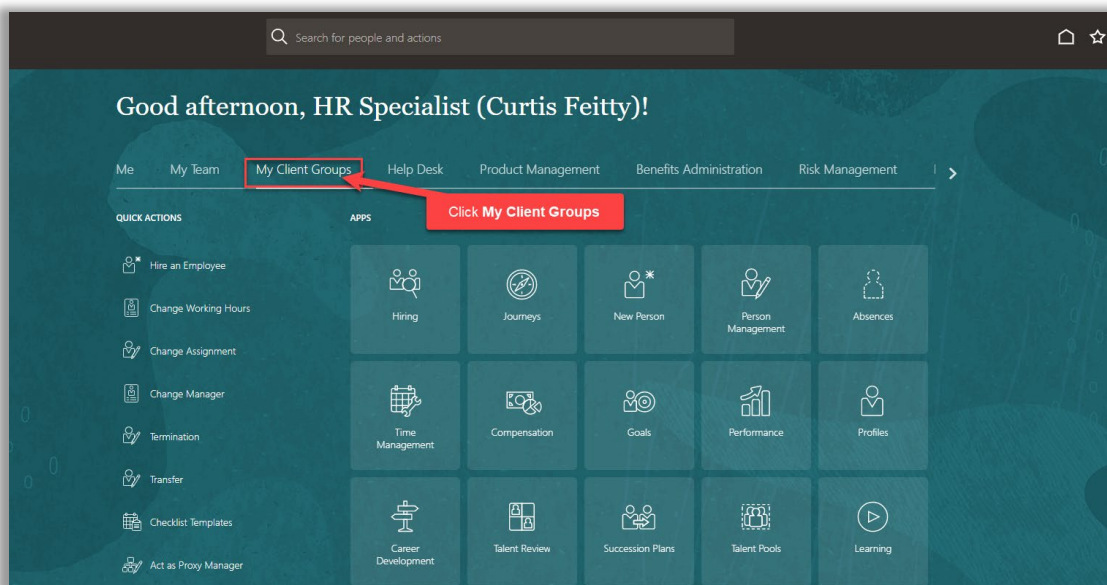 Search for people and actions
Good afternoon, HR Specialist (Curtis Feitty)!
Me My Team My Client Groups Help Desk Product Management Benefits Administration Risk Management
Click My Client Groups
QUICK ACTIONS
Hire an Employee
Change Working Hours
Change Assignment
Change Manager
Termination
Transfer
Checklist Templates
Act as Proxy Manager
APPS
Hiring
Journeys
New Person
Person
Management
Absences
Time
Management
Compensation
Goals
Performance
Profiles
Career
Development
Talent Review
Succession Plans
Talent Pools
Learning